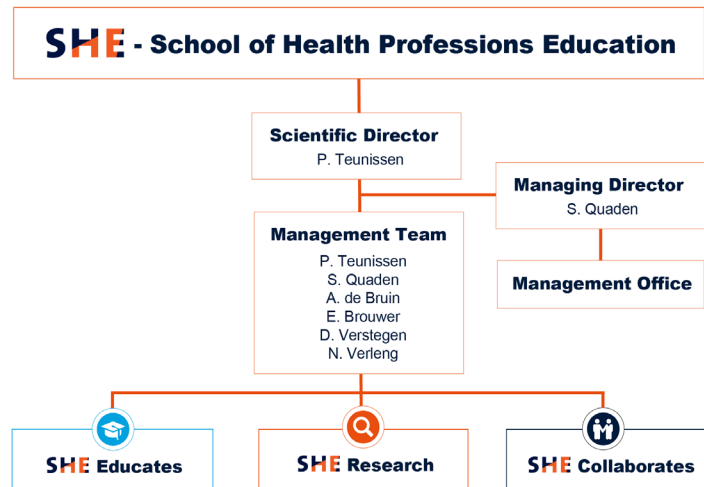 SHE - School of Health Professions Education
Scientific Director
P. Teunissen
Managing Director
S. Quaden
Management Team
P. Teunissen
S. Quaden
A. de Bruin
E. Brouwer
D. Verstegen
N. Verleng
Management Office
SHE Educates
SHE Research
SHE Collaborates